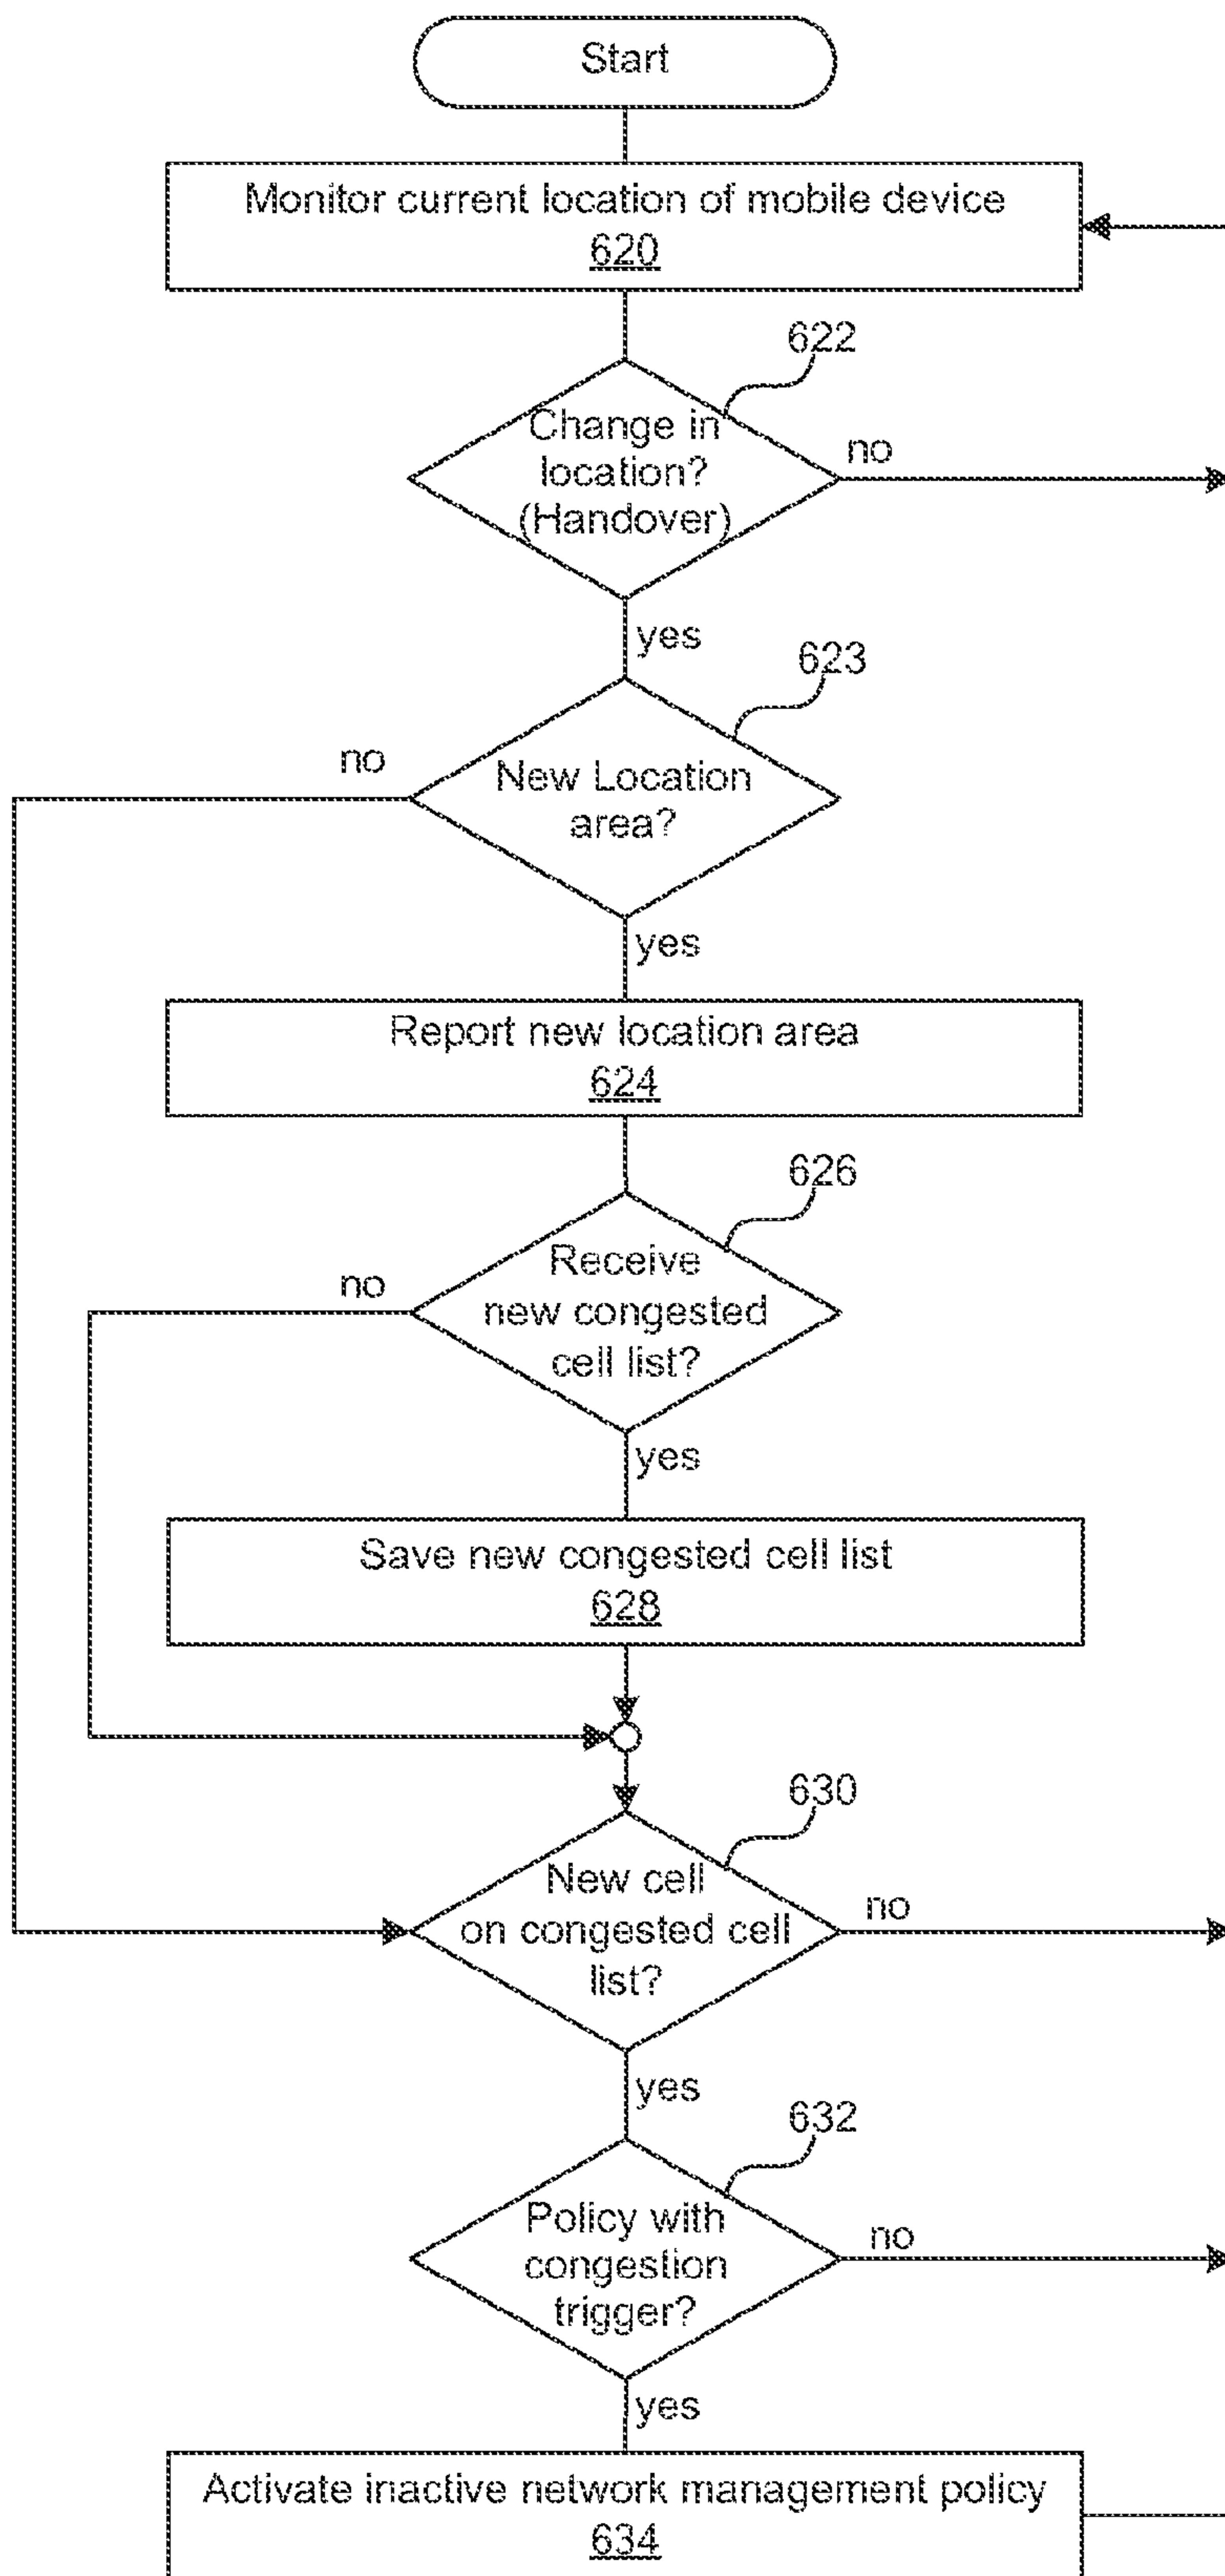 Start
Monitor current location of mobile device
620
622
Change in
location?
(Handover)
no
yes
623
no
New Location
area?
yes
Report new location area
624
626
no
Receive
new congested
cell list?
yes
Save new congested cell list
628
630
New cell
on congested cell
list?
no
yes
632
Policy with
congestion
trigger?
no
yes
Activate inactive network management policy
634